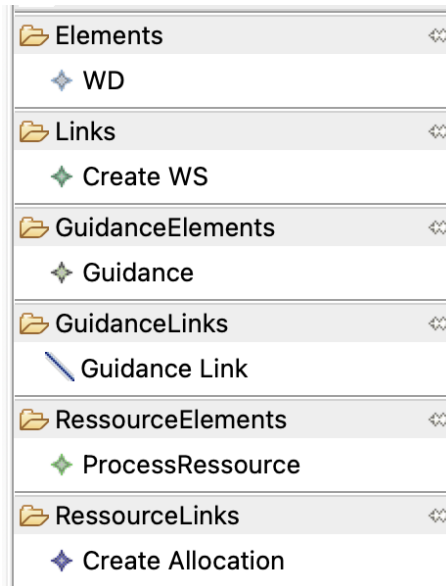 Elements
WD
Links
Create WS
GuidanceElements
Guidance
GuidanceLinks
Guidance Link
RessourceElements
ProcessRessource
RessourceLinks
Create Allocation